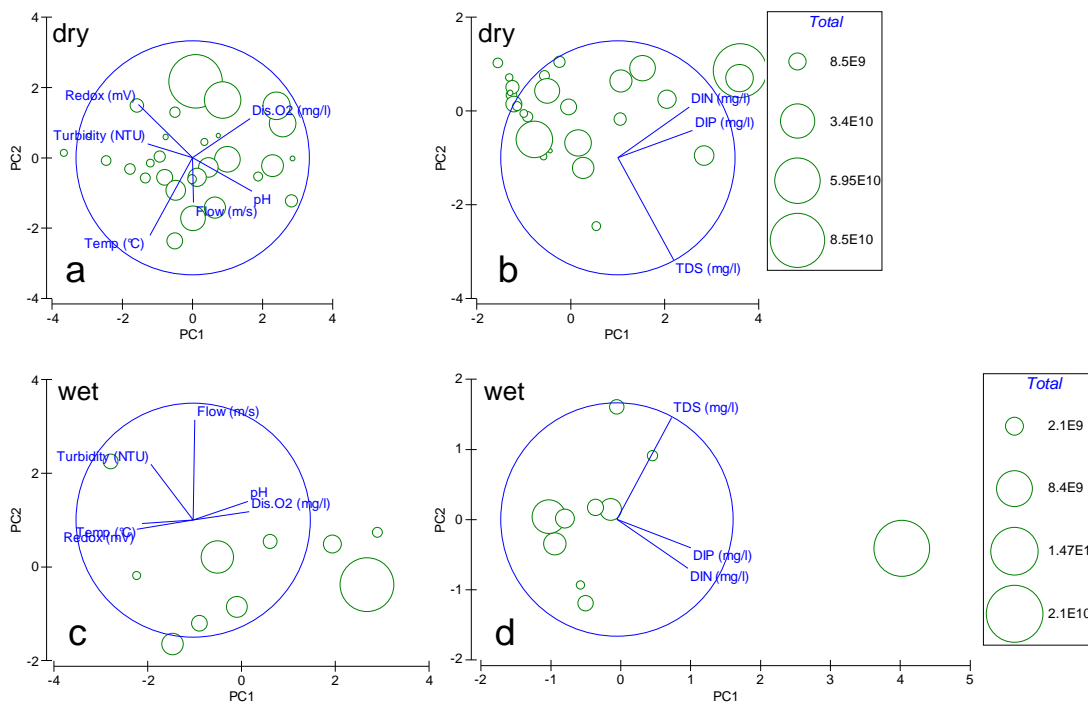 4
dry
2
0
-2
-4
PC2
Redox (mV)
Dis.O2 (mg/l)
Turbidity (NTU)
pH
Flow (m/s)
Temp (°C)
a
-4
-2
0
2
4
PC1
2
dry
0
-2
-4
PC2
DIN (mg/l)
DIP (mg/l)
TDS (mg/l)
b
-2
0
2
4
PC1
Total
8.5E9
3.4E10
5.95E10
8.5E10
4
wet
2
0
-2
PC2
Flow (m/s)
Turbidity (NTU)
pH
Dis.O2 (mg/l)
Temp (°C)
Redox (mV)
c
-4
-2
0
2
4
PC1
2
wet
1
0
-1
-2
PC2
TDS (mg/l)
DIP (mg/l)
DIN (mg/l)
d
-2
-1
0
1
2
3
4
5
PC1
Total
2.1E9
8.4E9
1.47E1
2.1E10